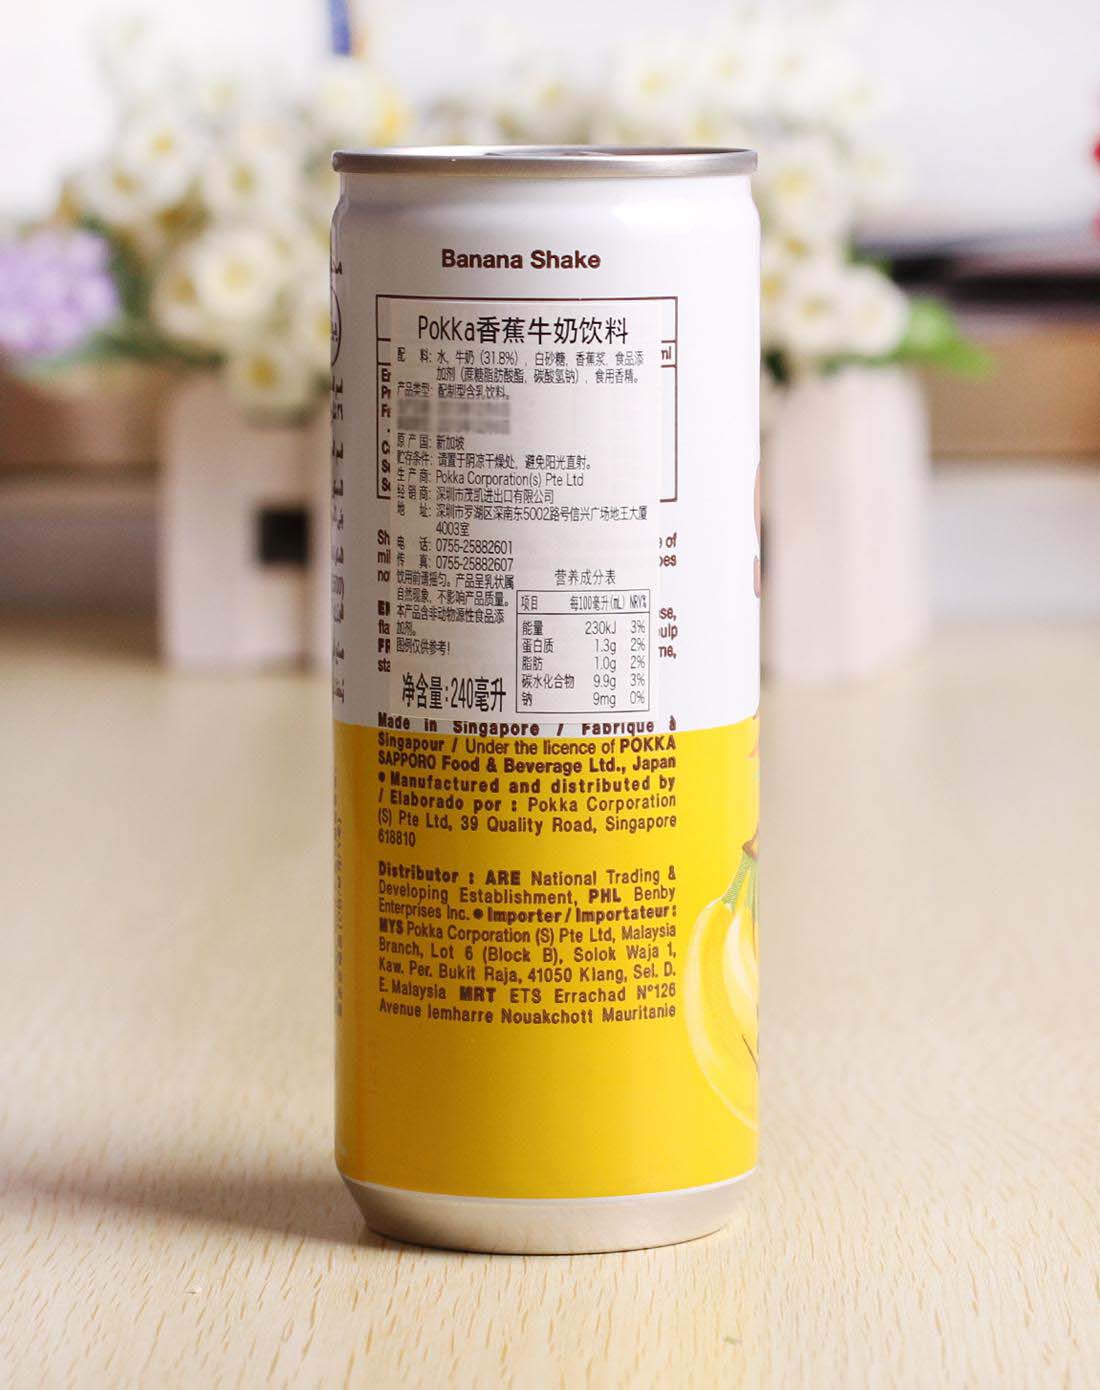 Banana Shake
Pokka香蕉牛奶饮料
配 料: 水, 牛奶 (31.8%) , 白砂糖, 香蕉浆, 食品添
加剂 (蔗糖脂肪酸酯, 碳酸氢钠) , 食用香精。
产品类型: 配制型含乳饮料。
原 产 国: 新加坡
贮存条件: 请置于阴凉干燥处, 避免阳光直射。
生 产 商: Pokka Corporation(s) Pte Ltd
经 销 商: 深圳市茂凯进出口有限公司
地 址: 深圳市罗湖区深南东5002路号信兴广场地王大厦
4003室
电 话: 0755-25882601
传 真: 0755-25882607
饮用前请摇匀。产品呈乳状属
自然现象, 不影响产品质量。
本产品含非动物源性食品添
加剂。
图例仅供参考!
净含量:240毫升
营养成分表
项目 每100毫升(mL) NRV%
能量 230kJ 3%
蛋白质 1.3g 2%
脂肪 1.0g 2%
碳水化合物 9.9g 3%
钠 9mg 0%
Made in Singapore / Fabriqué à
Singapour / Under the licence of POKKA
SAPPORO Food & Beverage Ltd., Japan
● Manufactured and distributed by
/ Elaborado por : Pokka Corporation
(S) Pte Ltd, 39 Quality Road, Singapore
618810
Distributor : ARE National Trading &
Developing Establishment, PHL Benby
Enterprises Inc. ● Importer / Importateur :
MYS Pokka Corporation (S) Pte Ltd, Malaysia
Branch, Lot 6 (Block B), Solok Waja 1,
Kaw. Per. Bukit Raja, 41050 Klang, Sel. D.
E. Malaysia MRT ETS Errachad N°126
Avenue lemharre Nouakchott Mauritanie